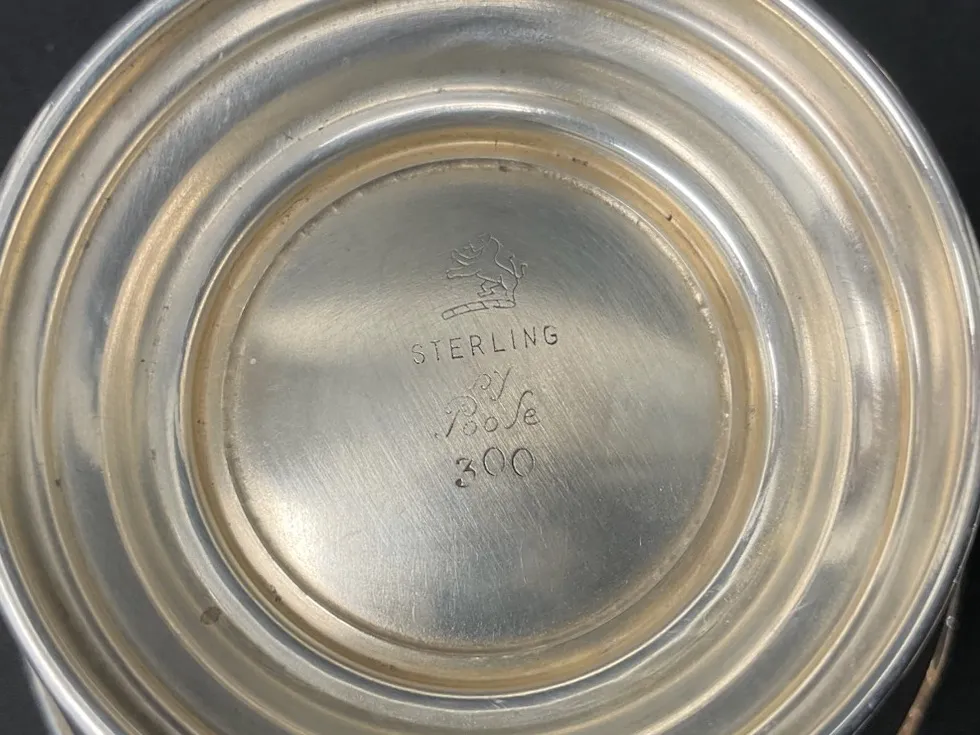 STERLING
By
Poole
300